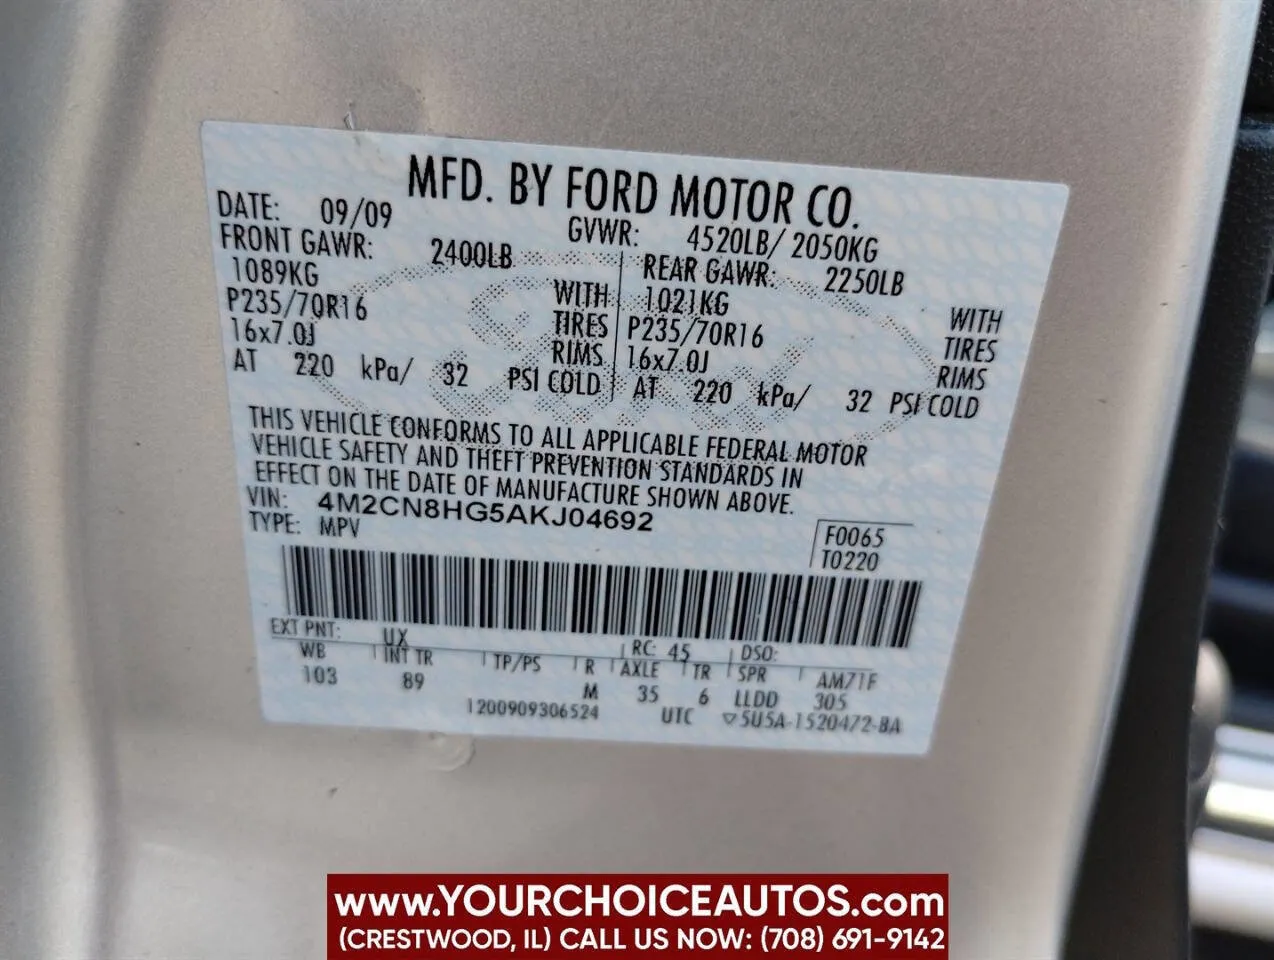 MFD. BY FORD MOTOR CO.
DATE: 09/09 GVWR: 4520LB/ 2050KG
FRONT GAWR: 2400LB REAR GAWR: 2250LB
1089KG WITH 1021KG WITH
P235/70R16 TIRES P235/70R16 TIRES
16x7.0J RIMS 16x7.0J RIMS
AT 220 kPa/ 32 PSI COLD AT 220 kPa/ 32 PSI COLD
THIS VEHICLE CONFORMS TO ALL APPLICABLE FEDERAL MOTOR
VEHICLE SAFETY AND THEFT PREVENTION STANDARDS IN
EFFECT ON THE DATE OF MANUFACTURE SHOWN ABOVE.
VIN: 4M2CN8HG5AKJ04692
TYPE: MPV
F0065
T0220
EXT PNT: UX RC: 45 DSO:
WB INT TR TP/PS R AXLE TR SPR AM71F
103 89 M 35 6 LLDD 305
1200909306524 UTC ▽5U5A-1520472-BA
www.YOURCHOICEAUTOS.com
(CRESTWOOD, IL) CALL US NOW: (708) 691-9142